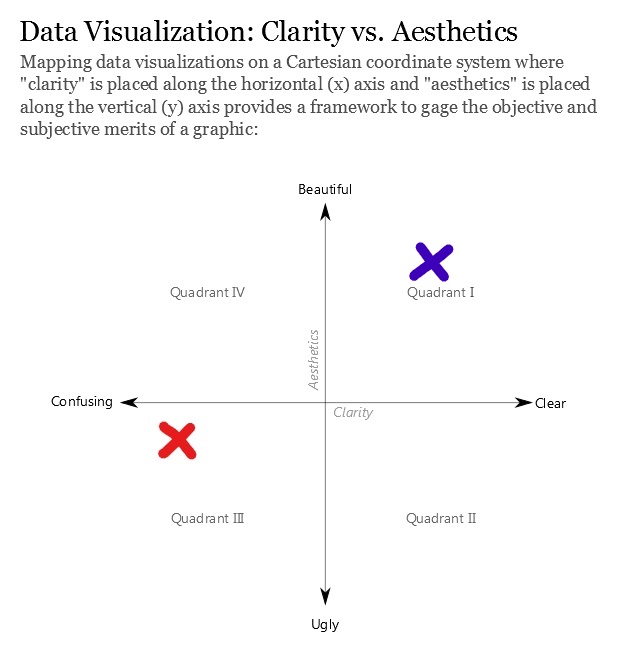 Data Visualization: Clarity vs. Aesthetics
Mapping data visualizations on a Cartesian coordinate system where
"clarity" is placed along the horizontal (x) axis and "aesthetics" is placed
along the vertical (y) axis provides a framework to gage the objective and
subjective merits of a graphic:
Beautiful
Quadrant IV
Quadrant I
Aesthetics
Confusing
Clear
Clarity
Quadrant III
Quadrant II
Ugly